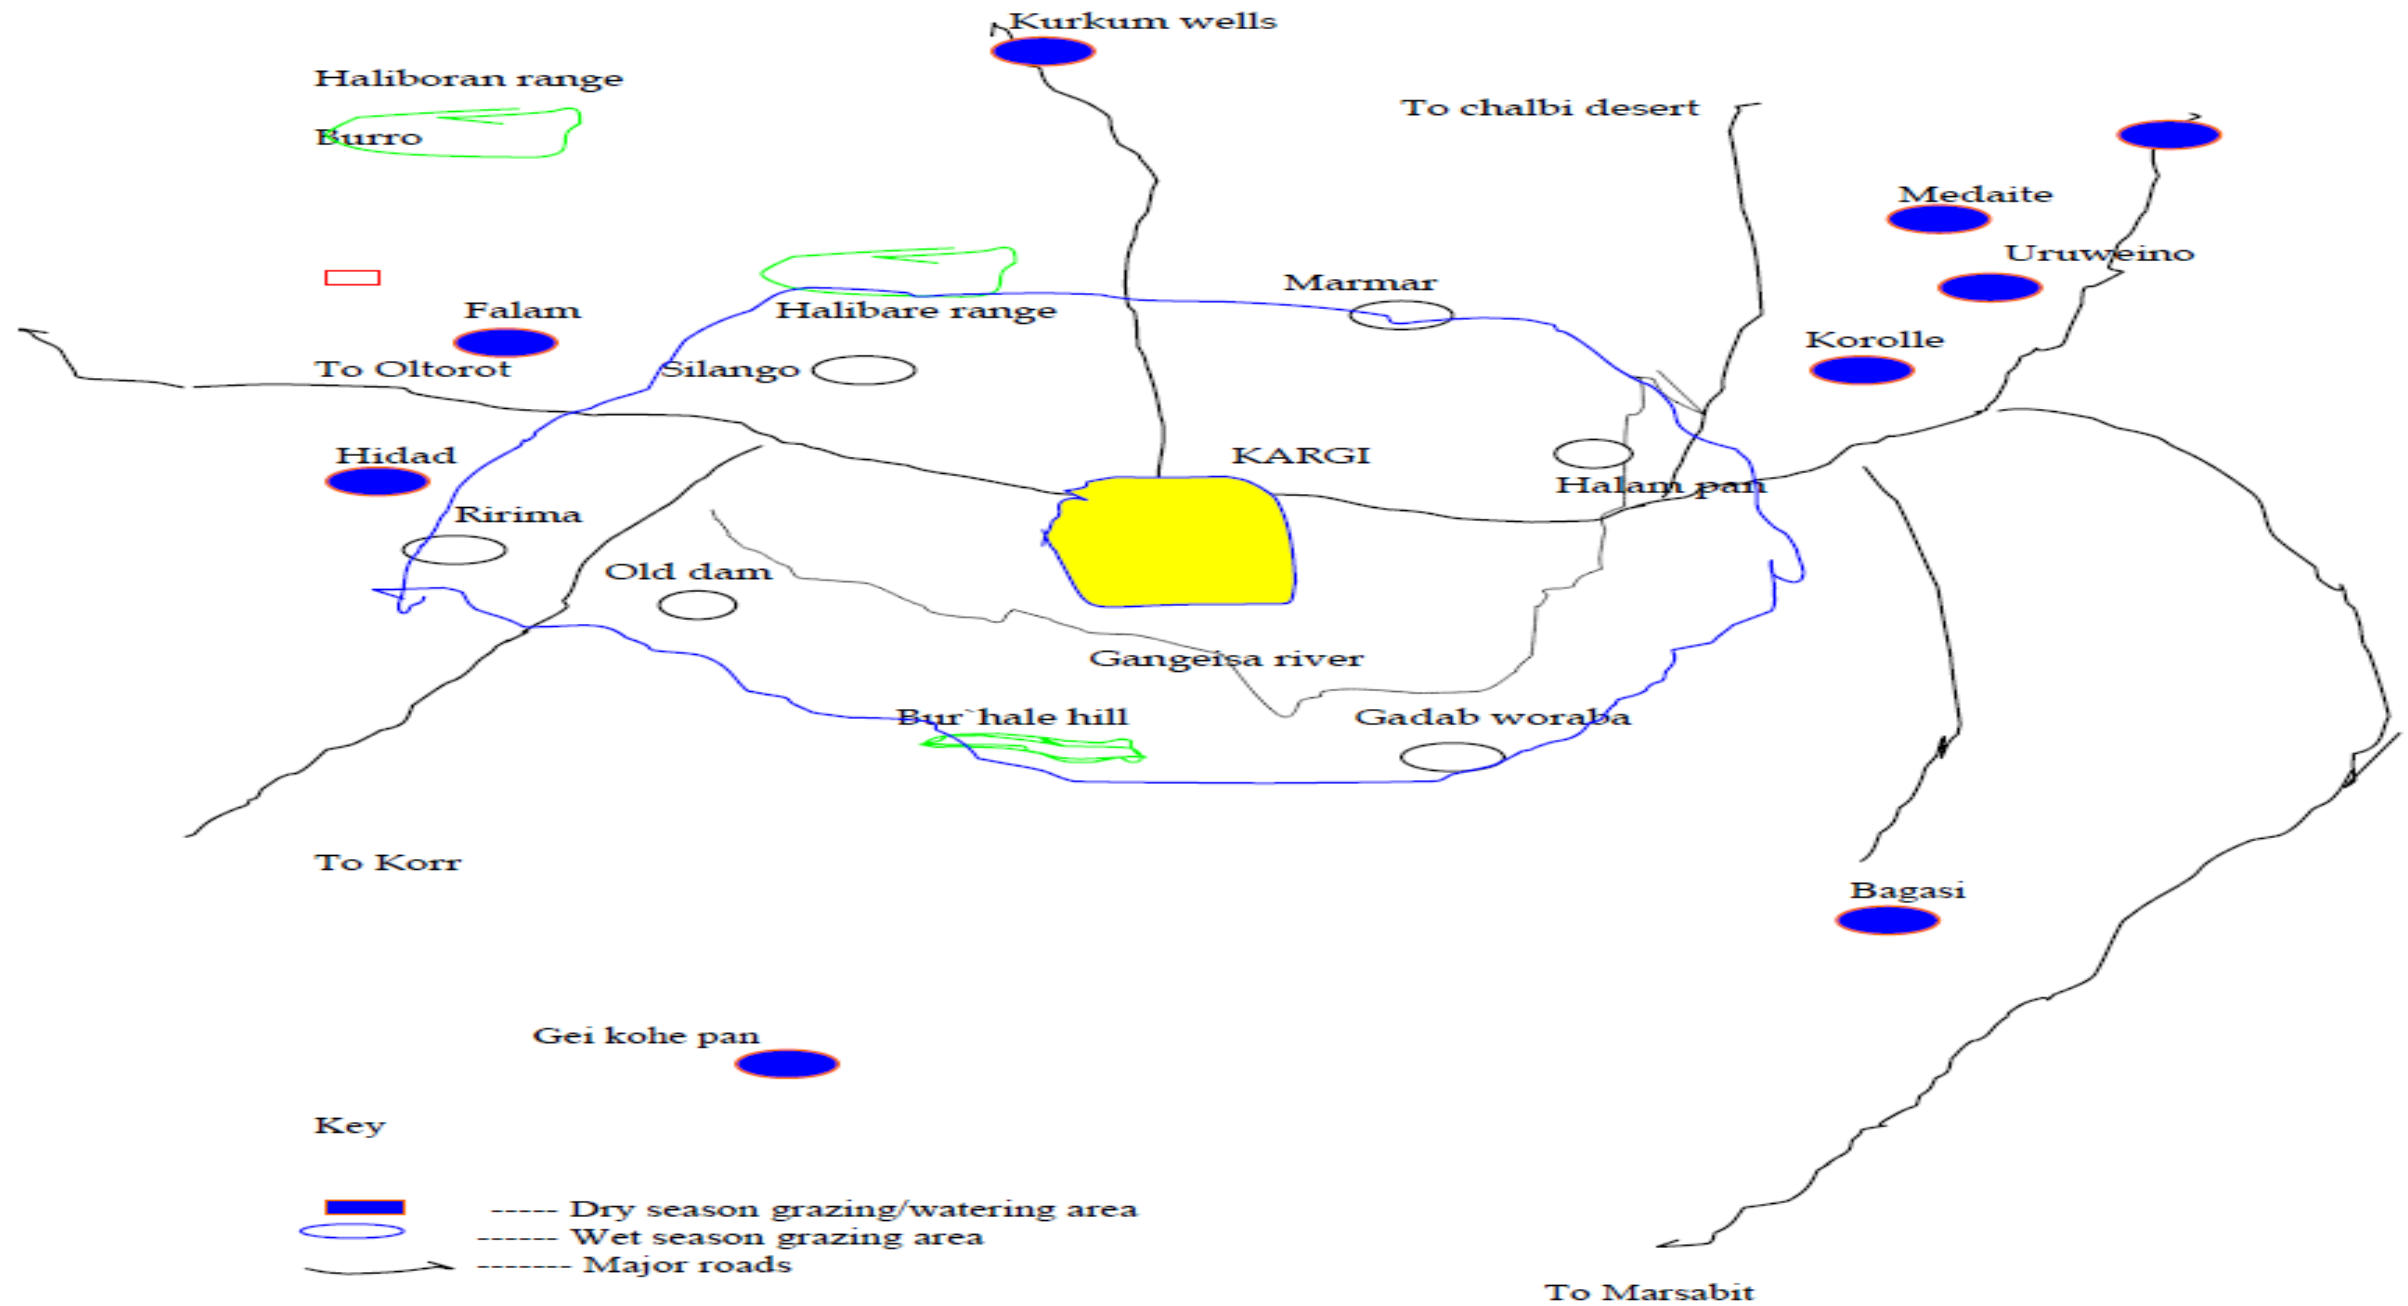 Kurkum wells
Haliboran range
To chalbi desert
Burro
Medaite
Uruweino
Marmar
Falam
Halibare range
Korolle
To Oltorot
Silango
Hidad
KARGI
Halam pan
Ririma
Old dam
Gangeisa river
Bur`hale hill
Gadab woraba
To Korr
Bagasi
Gei kohe pan
Key
----- Dry season grazing/watering area
------ Wet season grazing area
------- Major roads
To Marsabit